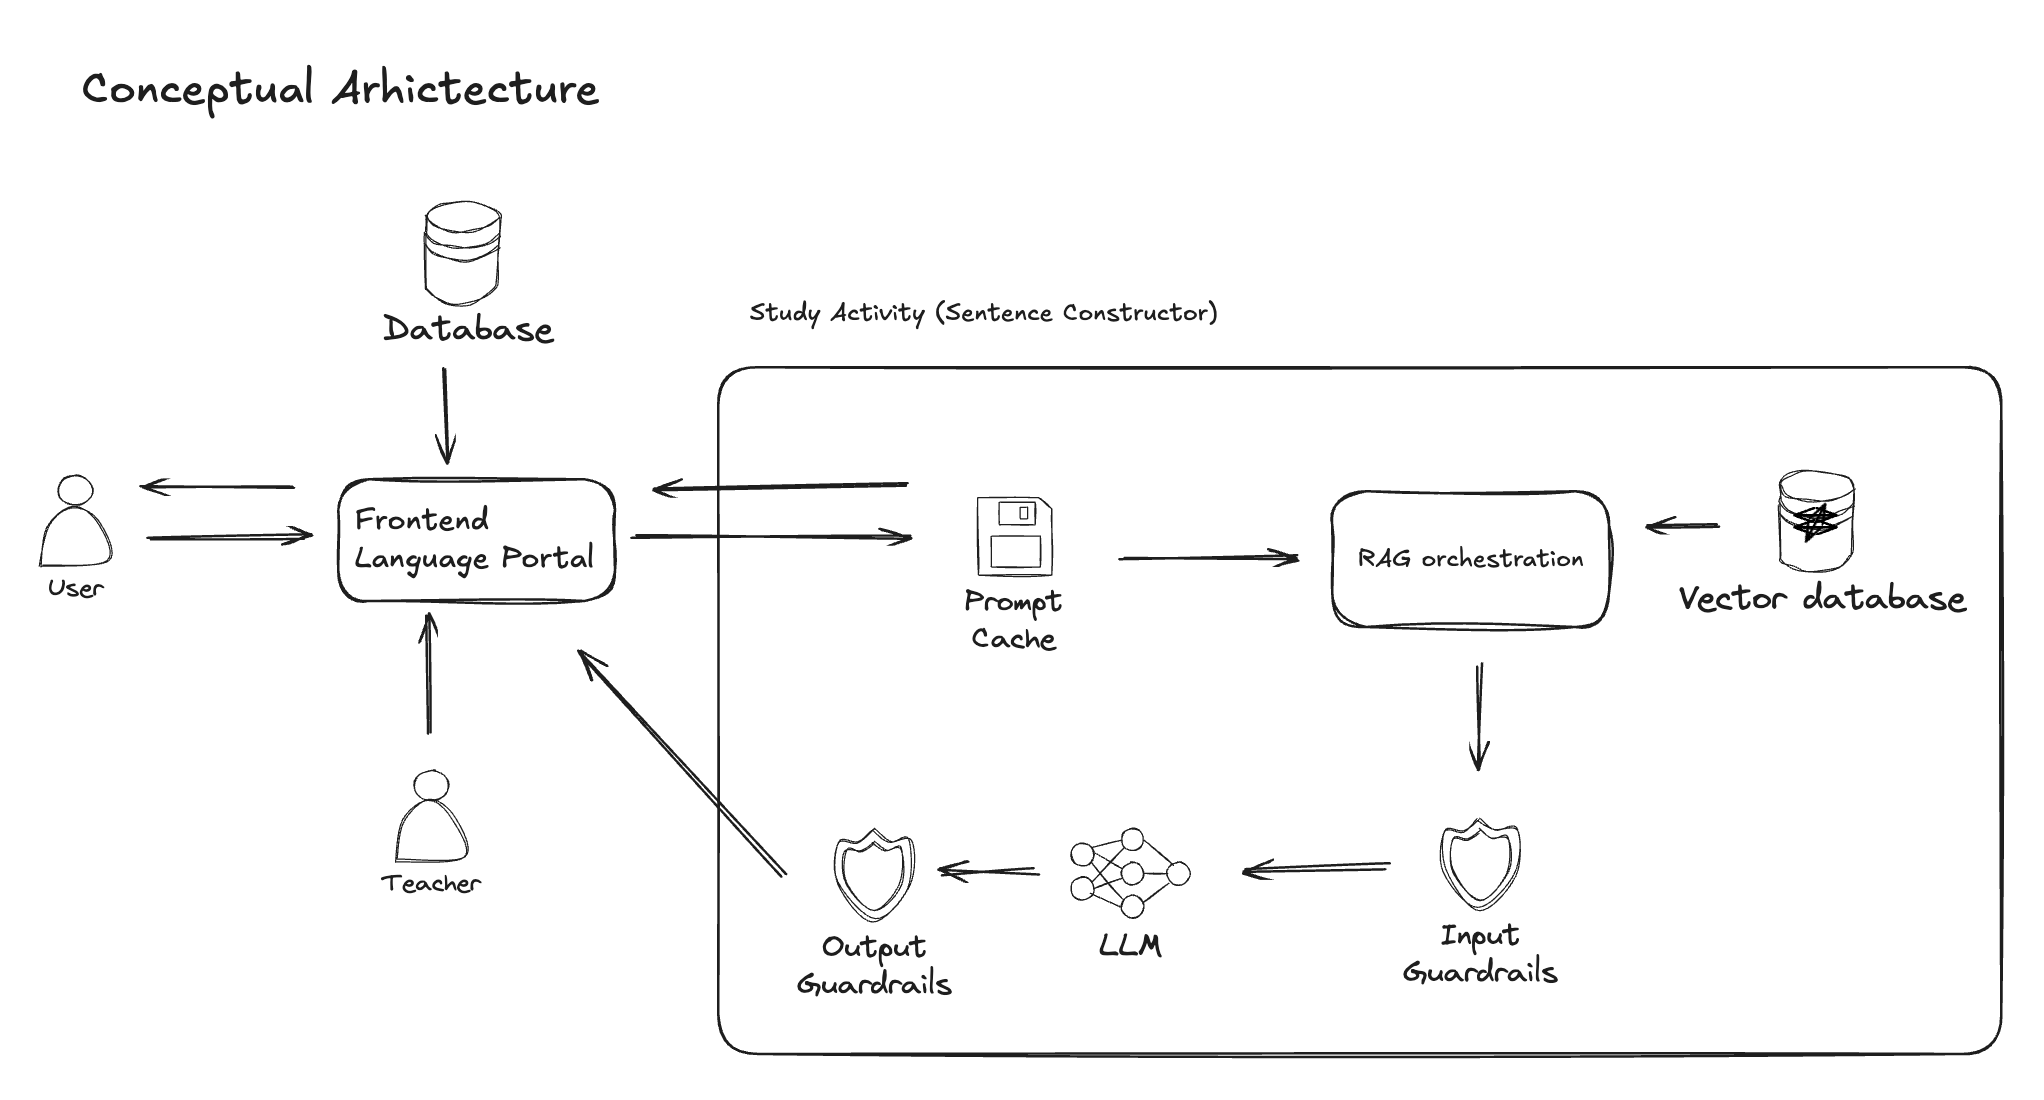 Conceptual Arhictecture
Database
Study Activity (Sentence Constructor)
User
Frontend
Language Portal
Prompt
Cache
RAG orchestration
Vector database
Teacher
Output
Guardrails
LLM
Input
Guardrails